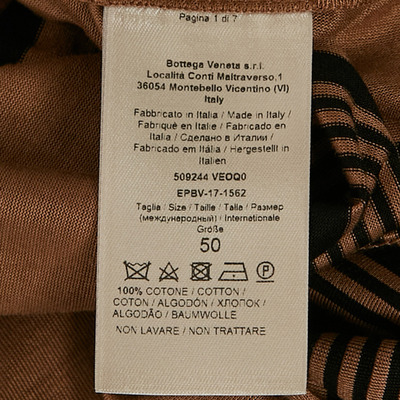 Pagina 1 di 7
Bottega Veneta s.r.l.
Località Conti Maltraverso,1
36054 Montebello Vicentino (VI)
Italy
Fabbricato in Italia / Made in Italy /
Fabriqué en Italie / Fabricado en
Italia / Сделано в Италии /
Fabricado em Itália / Hergestellt in
Italien
509244 VEOQ0
EPBV-17-1562
Taglia / Size / Taille / Talla / Размер
(международный) / Internationale
Größe
50
P
100% COTONE / COTTON /
COTON / ALGODÓN / ХЛОПОК /
ALGODÃO / BAUMWOLLE
NON LAVARE / NON TRATTARE